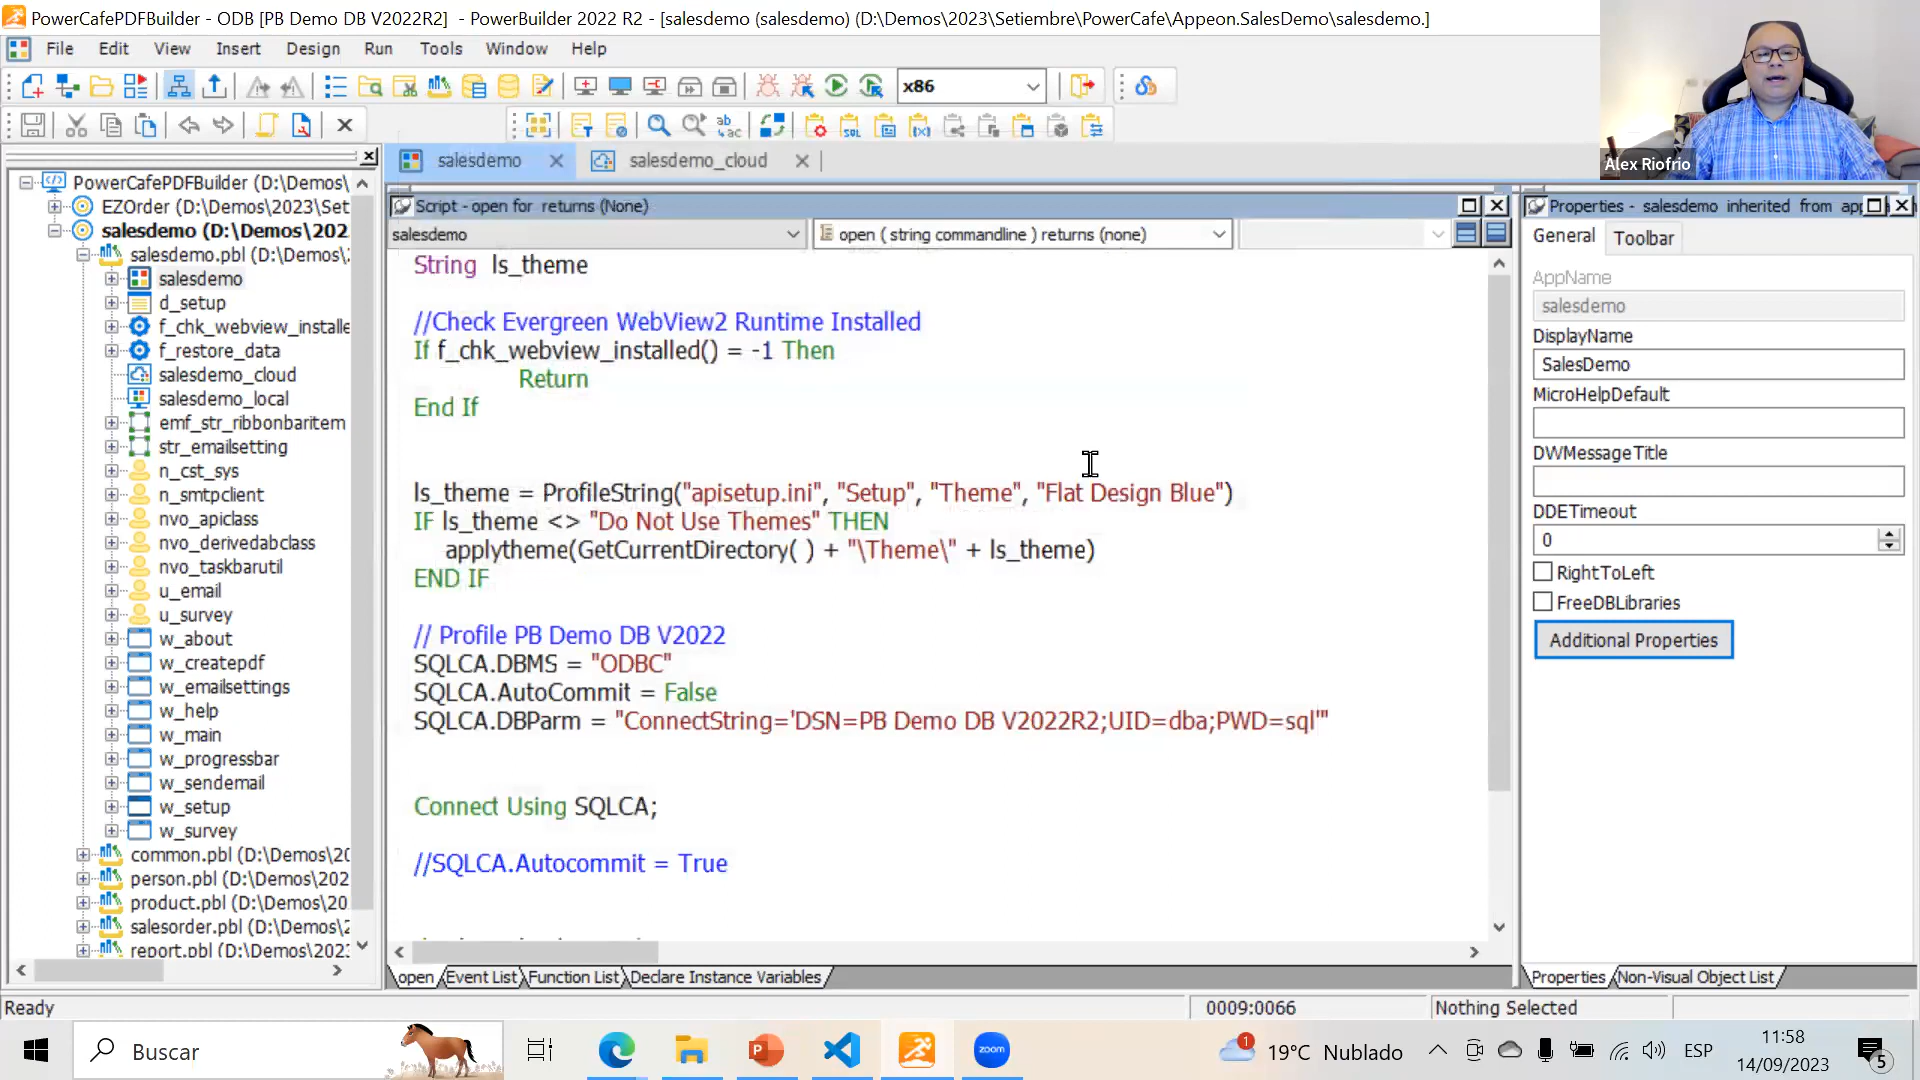 PowerCafePDFBuilder - ODB [PB Demo DB V2022R2] - PowerBuilder 2022 R2 - [salesdemo (salesdemo) (D:\Demos\2023\Setiembre\PowerCafe\Appeon.SalesDemo\salesdemo.]
File Edit View Insert Design Run Tools Window Help
x86
Alex Riofrio
salesdemo
salesdemo_cloud
PowerCafePDFBuilder (D:\Demos\
EZOrder (D:\Demos\2023\Set
salesdemo (D:\Demos\202
salesdemo.pbl (D:\Demos\
salesdemo
d_setup
f_chk_webview_installe
f_restore_data
salesdemo_cloud
salesdemo_local
emf_str_ribbonbaritem
str_emailsetting
n_cst_sys
n_smtpclient
nvo_apiclass
nvo_derivedabclass
nvo_taskbarutil
u_email
u_survey
w_about
w_createpdf
w_emailsettings
w_help
w_main
w_progressbar
w_sendemail
w_setup
w_survey
common.pbl (D:\Demos\20
person.pbl (D:\Demos\202
product.pbl (D:\Demos\20
salesorder.pbl (D:\Demos\2
report.pbl (D:\Demos\2023
Script - open for returns (None)
salesdemo
open ( string commandline ) returns (none)
String ls_theme
//Check Evergreen WebView2 Runtime Installed
If f_chk_webview_installed() = -1 Then
Return
End If
ls_theme = ProfileString("apisetup.ini", "Setup", "Theme", "Flat Design Blue")
IF ls_theme <> "Do Not Use Themes" THEN
applytheme(GetCurrentDirectory( ) + "\Theme\" + ls_theme)
END IF
// Profile PB Demo DB V2022
SQLCA.DBMS = "ODBC"
SQLCA.AutoCommit = False
SQLCA.DBParm = "ConnectString='DSN=PB Demo DB V2022R2;UID=dba;PWD=sql'"
Connect Using SQLCA;
//SQLCA.Autocommit = True
open Event List Function List Declare Instance Variables
Properties - salesdemo inherited from
General Toolbar
AppName
salesdemo
DisplayName
SalesDemo
MicroHelpDefault
DWMessageTitle
DDETimeout
0
RightToLeft
FreeDBLibraries
Additional Properties
Properties Non-Visual Object List
Ready
0009:0066
Nothing Selected
Buscar
zoom
1
19°C Nublado
ESP
11:58
14/09/2023
5